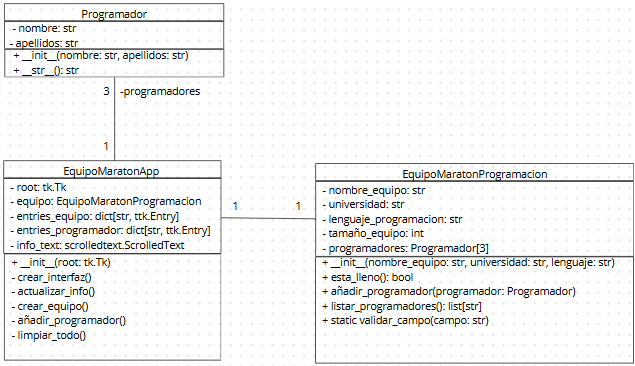 Programador
- nombre: str
- apellidos: str
+ __init__(nombre: str, apellidos: str)
+ __str__(): str
3
-programadores
1
EquipoMaratonApp
- root: tk.Tk
- equipo: EquipoMaratonProgramacion
- entries_equipo: dict[str, ttk.Entry]
- entries_programador: dict[str, ttk.Entry]
- info_text: scrolledtext.ScrolledText
+ __init__(root: tk.Tk)
- crear_interfaz()
- actualizar_info()
- crear_equipo()
- añadir_programador()
- limpiar_todo()
1
1
EquipoMaratonProgramacion
- nombre_equipo: str
- universidad: str
- lenguaje_programacion: str
- tamaño_equipo: int
- programadores: Programador[3]
+ __init__(nombre_equipo: str, universidad: str, lenguaje: str)
+ esta_lleno(): bool
+ añadir_programador(programador: Programador)
+ listar_programadores(): list[str]
+ static validar_campo(campo: str)